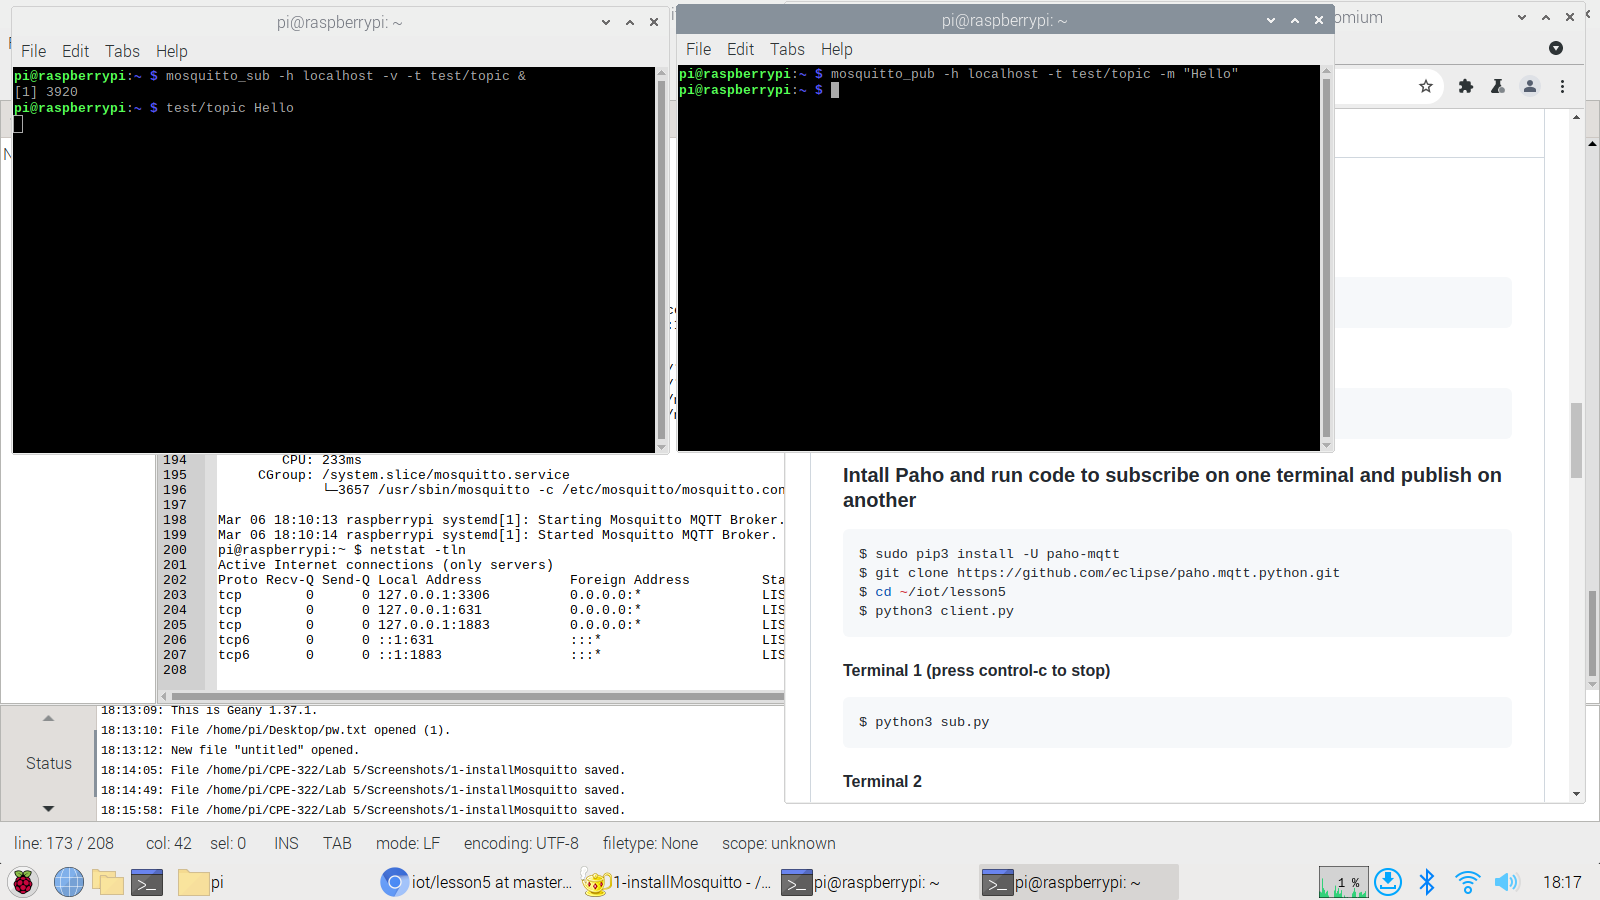 pi@raspberrypi: ~
File Edit Tabs Help
pi@raspberrypi:~ $ mosquitto_sub -h localhost -v -t test/topic &
[1] 3920
pi@raspberrypi:~ $ test/topic Hello
pi@raspberrypi: ~
File Edit Tabs Help
pi@raspberrypi:~ $ mosquitto_pub -h localhost -t test/topic -m "Hello"
pi@raspberrypi:~ $
omium
194 CPU: 233ms
195 CGroup: /system.slice/mosquitto.service
196 └─3657 /usr/sbin/mosquitto -c /etc/mosquitto/mosquitto.con
197
198 Mar 06 18:10:13 raspberrypi systemd[1]: Starting Mosquitto MQTT Broker.
199 Mar 06 18:10:14 raspberrypi systemd[1]: Started Mosquitto MQTT Broker.
200 pi@raspberrypi:~ $ netstat -tln
201 Active Internet connections (only servers)
202 Proto Recv-Q Send-Q Local Address Foreign Address Sta
203 tcp 0 0 127.0.0.1:3306 0.0.0.0:* LIS
204 tcp 0 0 127.0.0.1:631 0.0.0.0:* LIS
205 tcp 0 0 127.0.0.1:1883 0.0.0.0:* LIS
206 tcp6 0 0 ::1:631 :::* LIS
207 tcp6 0 0 ::1:1883 :::* LIS
208
Intall Paho and run code to subscribe on one terminal and publish on
another
$ sudo pip3 install -U paho-mqtt
$ git clone https://github.com/eclipse/paho.mqtt.python.git
$ cd ~/iot/lesson5
$ python3 client.py
Terminal 1 (press control-c to stop)
$ python3 sub.py
Terminal 2
Status
18:13:09: This is Geany 1.37.1.
18:13:10: File /home/pi/Desktop/pw.txt opened (1).
18:13:12: New file "untitled" opened.
18:14:05: File /home/pi/CPE-322/Lab 5/Screenshots/1-installMosquitto saved.
18:14:49: File /home/pi/CPE-322/Lab 5/Screenshots/1-installMosquitto saved.
18:15:58: File /home/pi/CPE-322/Lab 5/Screenshots/1-installMosquitto saved.
line: 173 / 208 col: 42 sel: 0 INS TAB mode: LF encoding: UTF-8 filetype: None scope: unknown
pi iot/lesson5 at master... 1-installMosquitto - /... pi@raspberrypi: ~ pi@raspberrypi: ~ 1 % 18:17